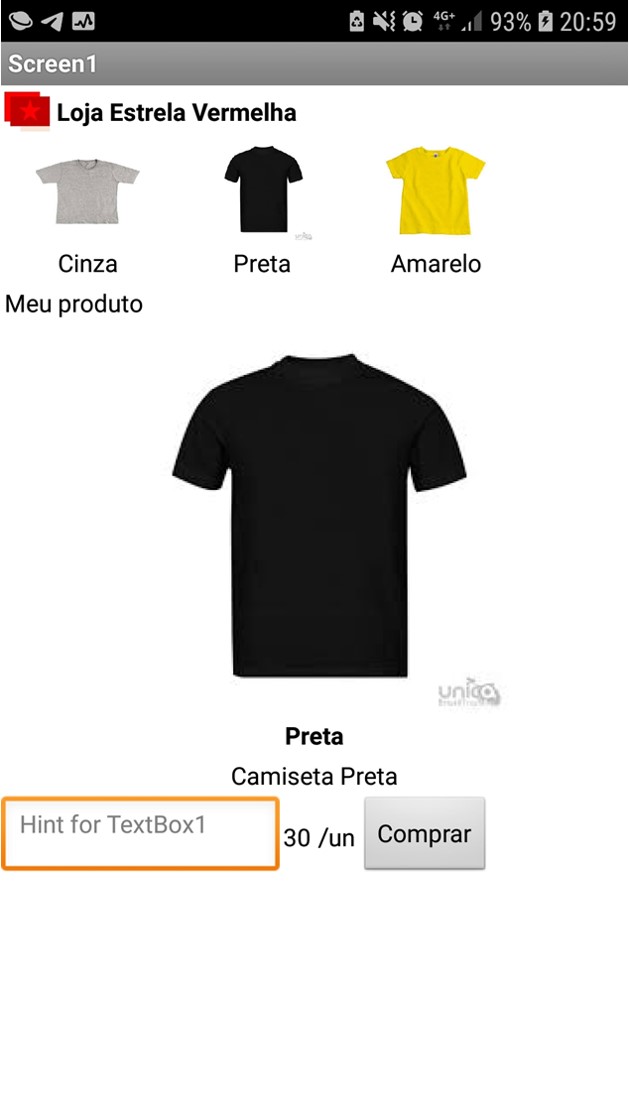 4G+ 93% 20:59
Screen1
Loja Estrela Vermelha
Cinza Preta Amarelo
Meu produto
unica
Preta
Camiseta Preta
Hint for TextBox1 30 /un Comprar